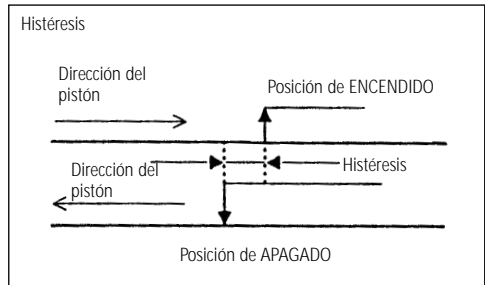 Histéresis
Dirección del
pistón
Posición de ENCENDIDO
Dirección del
pistón
Histéresis
Posición de APAGADO